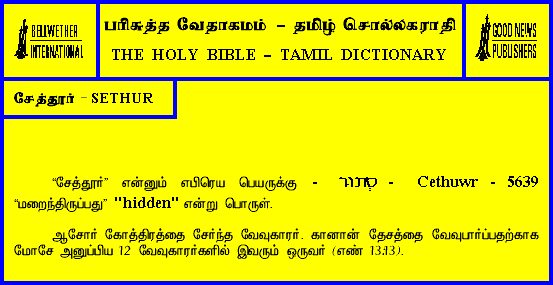 BELLWETHER
INTERNATIONAL
பரிசுத்த வேதாகமம் – தமிழ் சொல்லகராதி
THE HOLY BIBLE – TAMIL DICTIONARY
GOOD NEWS
PUBLISHERS
சேத்தூர் - SETHUR
“சேத்தூர்” என்னும் எபிரெய பெயருக்கு - סתור - Cethuwr - 5639
“மறைந்திருப்பது” "hidden" என்று பொருள்.
ஆசேர் கோத்திரத்தை சேர்ந்த வேவுகாரர். கானான் தேசத்தை வேவுபார்ப்பதற்காக
மோசே அனுப்பிய 12 வேவுகாரர்களில் இவரும் ஒருவர் (எண் 13:13).